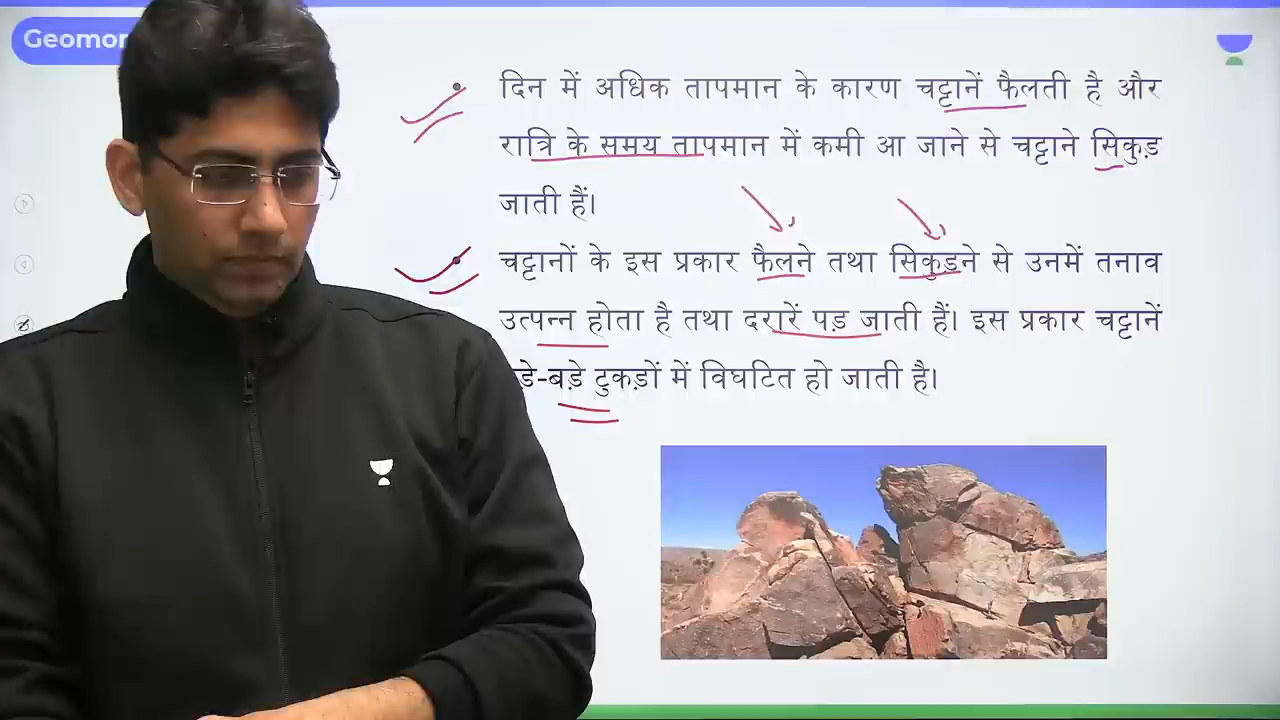 Geomor
दिन में अधिक तापमान के कारण चट्टानें फैलती है और
रात्रि के समय तापमान में कमी आ जाने से चट्टाने सिकुड़
जाती हैं।
चट्टानों के इस प्रकार फैलने तथा सिकुडने से उनमें तनाव
उत्पन्न होता है तथा दरारें पड़ जाती हैं। इस प्रकार चट्टानें
ड़े-बड़े टुकड़ों में विघटित हो जाती है।